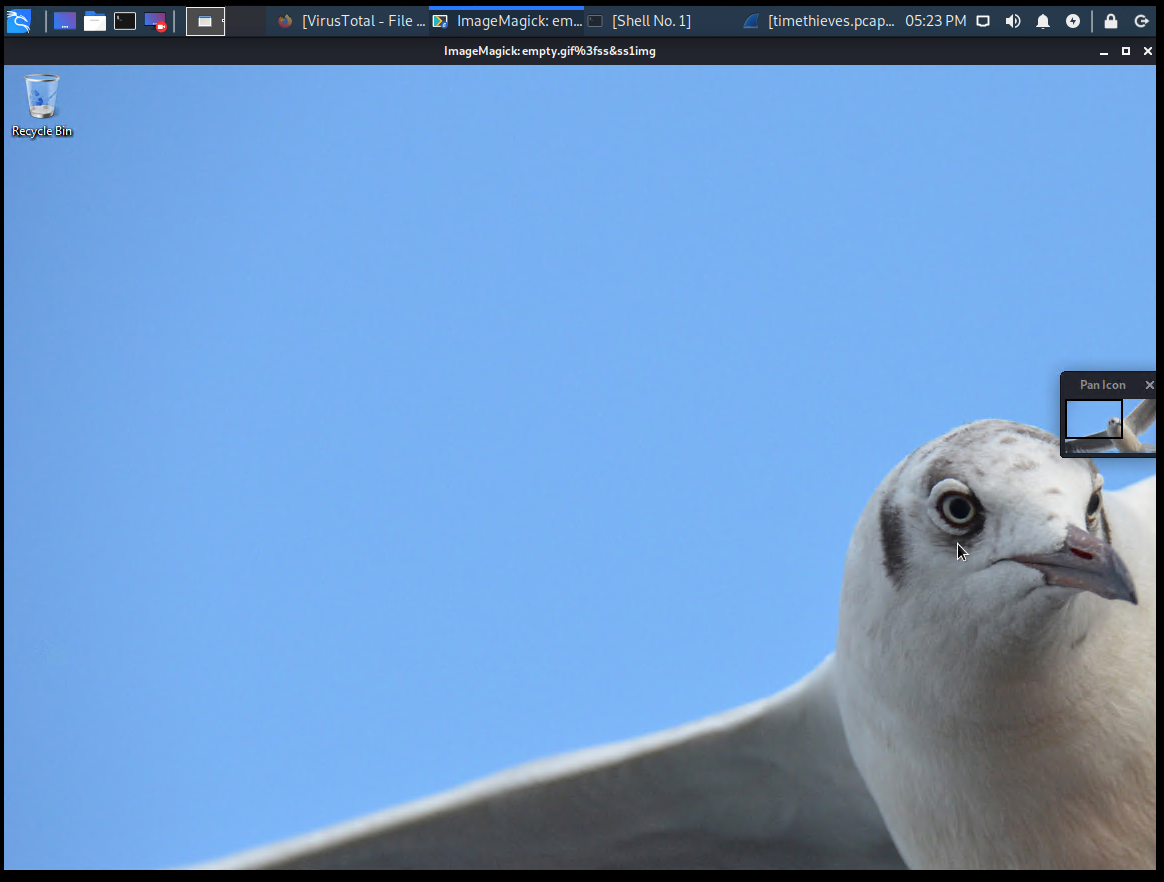 [VirusTotal - File ... ImageMagick: em... [Shell No. 1] [timethieves.pcap... 05:23 PM
ImageMagick: empty.gif%3fss&ss1img
Recycle Bin
Pan Icon